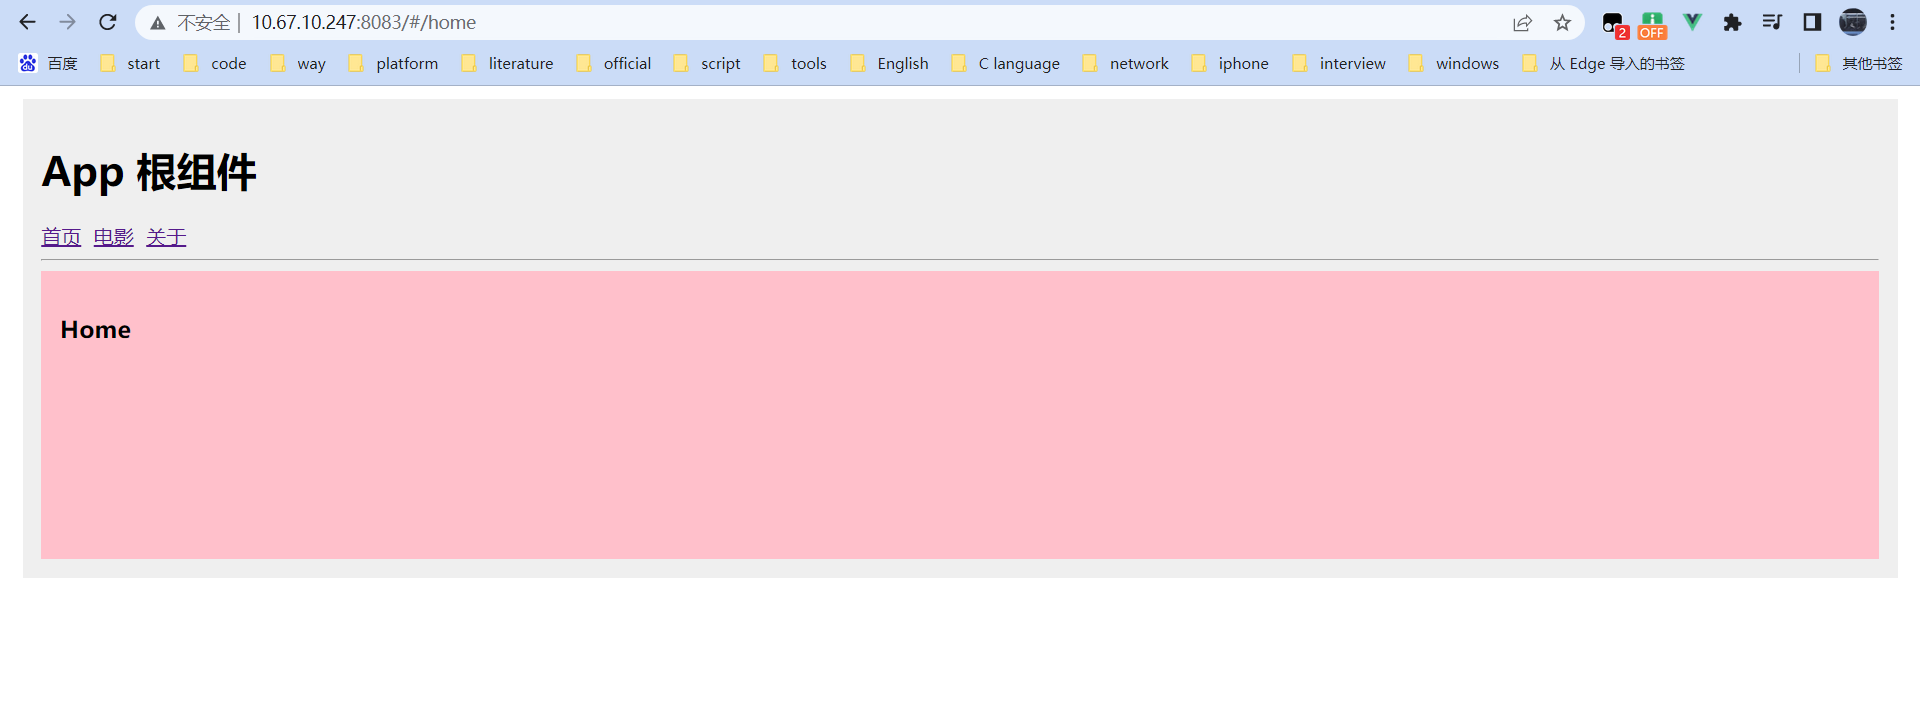 不安全 10.67.10.247:8083/#/home 2 OFF
百度 start code way platform literature official script tools English C language network iphone interview windows 从 Edge 导入的书签 其他书签
App 根组件
首页 电影 关于
Home